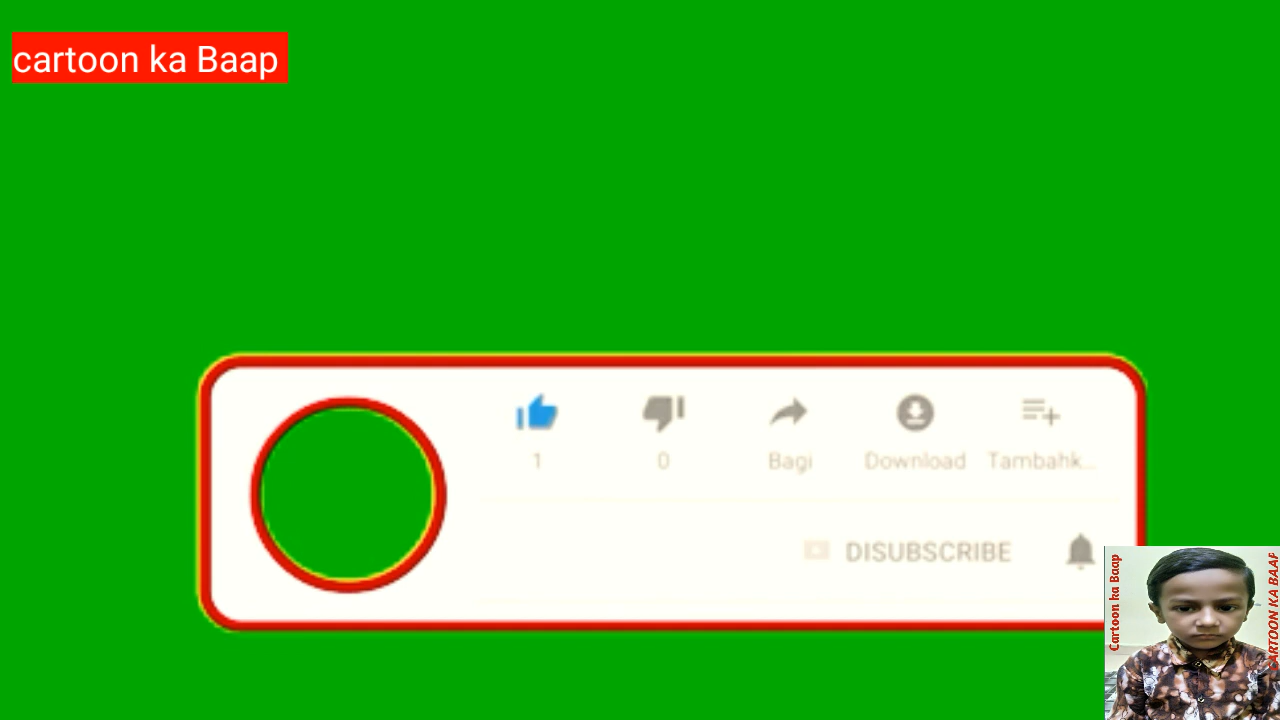 cartoon ka Baap
1
0
Bagi
Download
Tambahk...
DISUBSCRIBE
Cartoon ka Baap
CARTOON KA BAAP